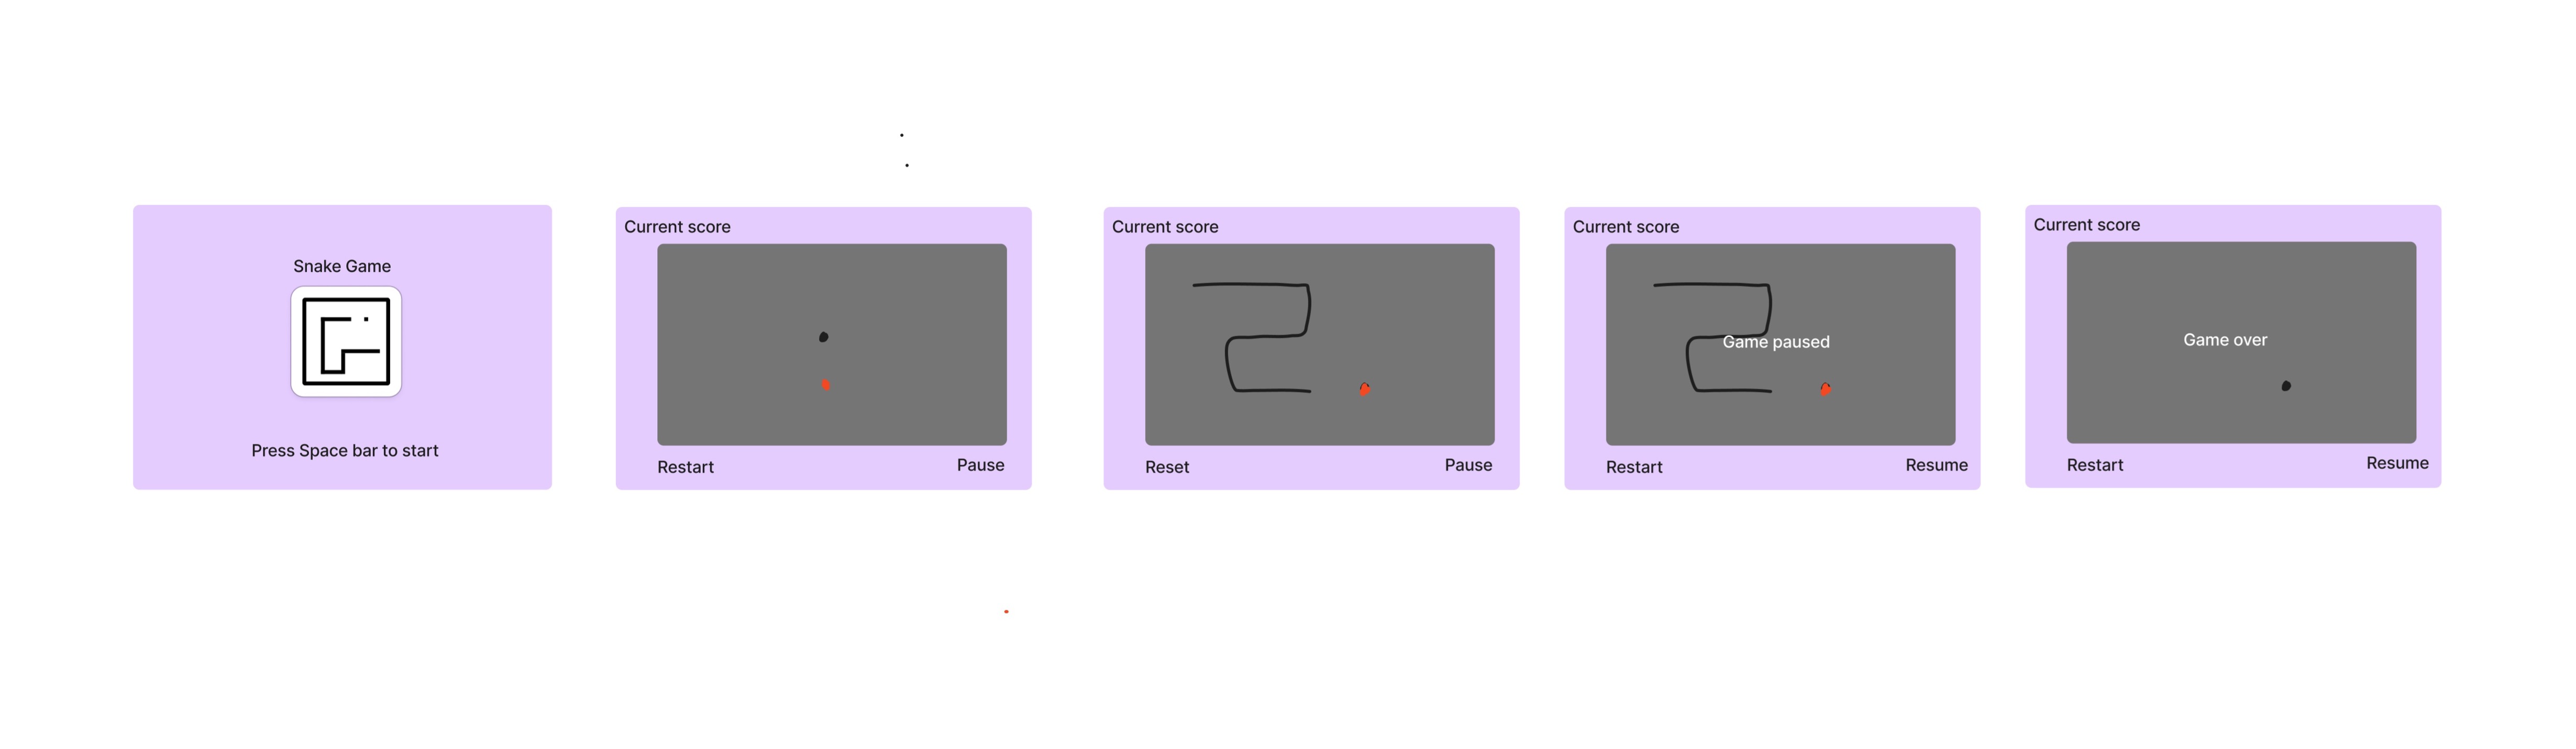 Snake Game
Press Space bar to start
Current score
Restart
Pause
Current score
Reset
Pause
Current score
Game paused
Restart
Resume
Current score
Game over
Restart
Resume